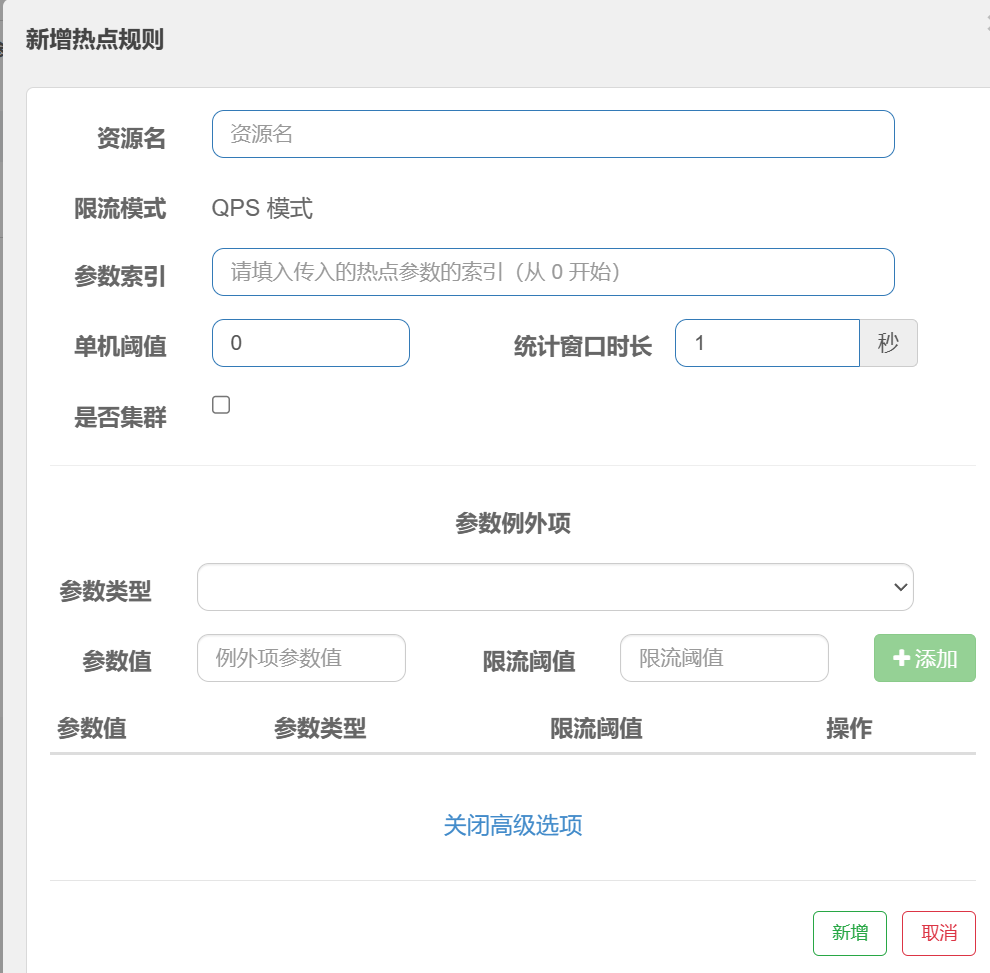 新增热点规则
资源名 资源名
限流模式 QPS 模式
参数索引 请填入传入的热点参数的索引（从 0 开始）
单机阈值 0 统计窗口时长 1 秒
是否集群
参数例外项
参数类型
参数值 例外项参数值 限流阈值 限流阈值 添加
参数值 参数类型 限流阈值 操作
关闭高级选项
新增 取消